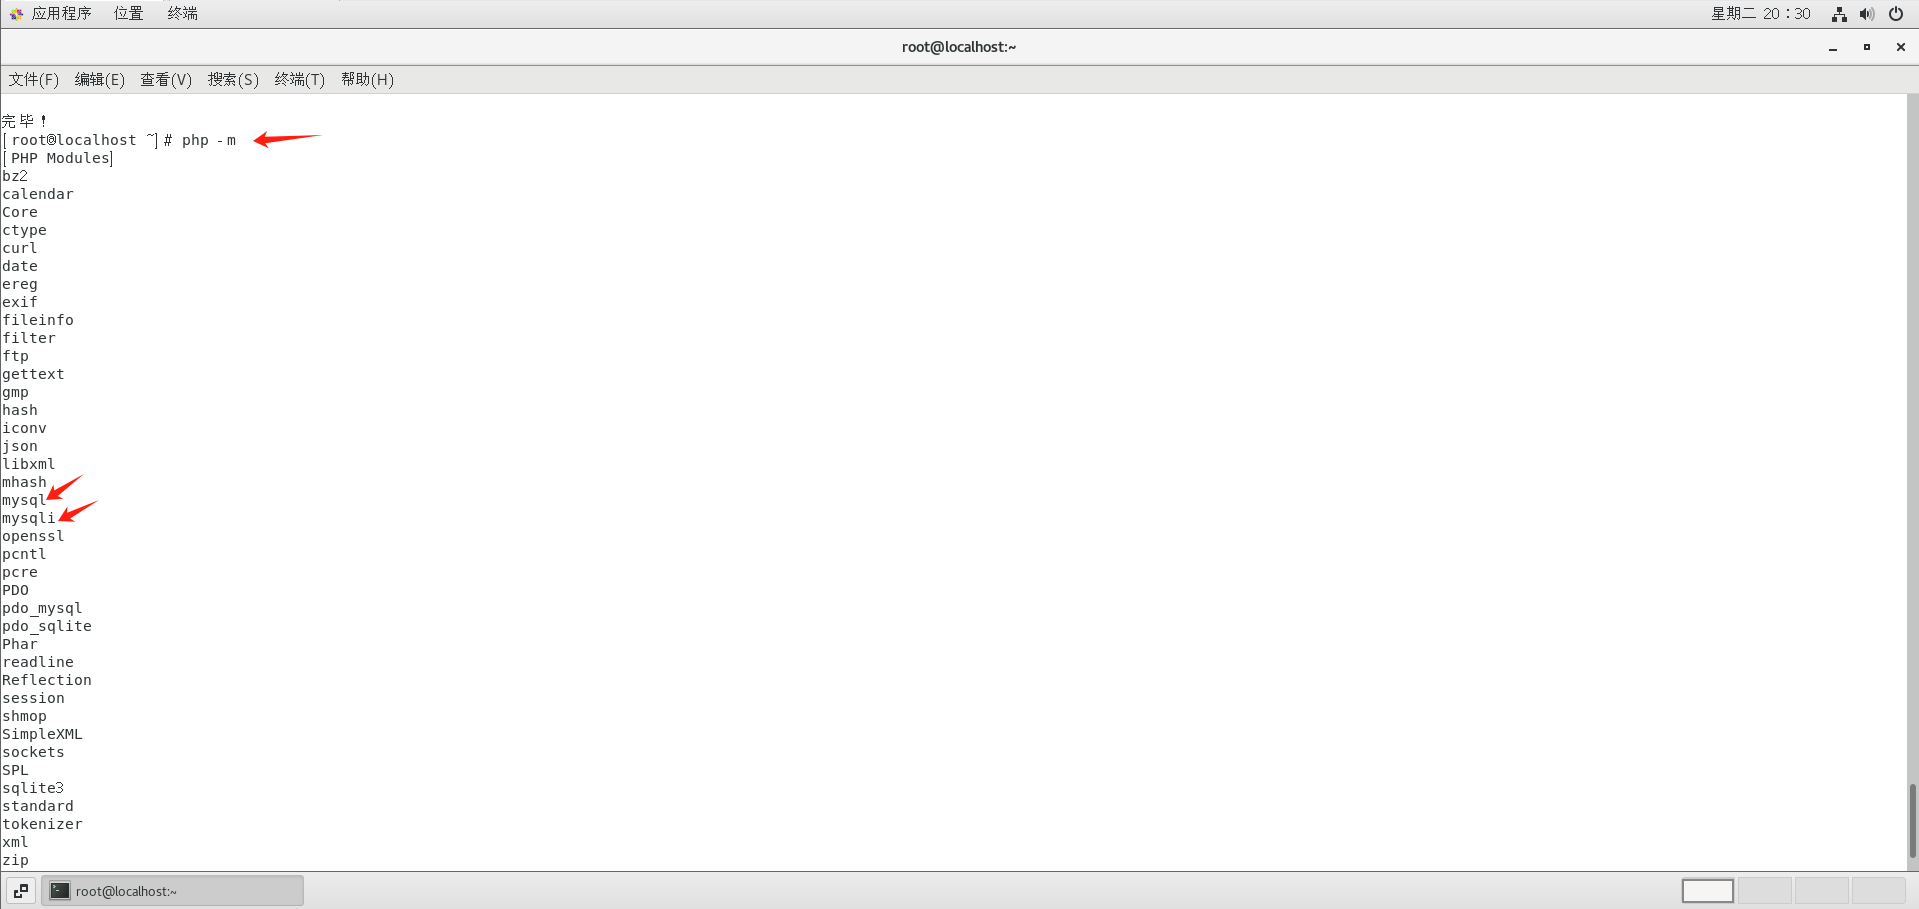 应用程序 位置 终端 星期二 20：30
root@localhost:~
文件(F) 编辑(E) 查看(V) 搜索(S) 终端(T) 帮助(H)
完毕！
[root@localhost ~]# php -m
[PHP Modules]
bz2
calendar
Core
ctype
curl
date
ereg
exif
fileinfo
filter
ftp
gettext
gmp
hash
iconv
json
libxml
mhash
mysql
mysqli
openssl
pcntl
pcre
PDO
pdo_mysql
pdo_sqlite
Phar
readline
Reflection
session
shmop
SimpleXML
sockets
SPL
sqlite3
standard
tokenizer
xml
zip
root@localhost:~